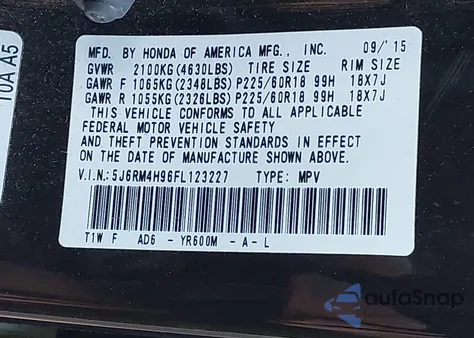 10A A5
MFD. BY HONDA OF AMERICA MFG., INC. 09/'15
GVWR 2100KG(4630LBS) TIRE SIZE RIM SIZE
GAWR F 1065KG(2348LBS)P225/60R18 99H 18X7J
GAWR R 1055KG(2326LBS)P225/60R18 99H 18X7J
THIS VEHICLE CONFORMS TO ALL APPLICABLE
FEDERAL MOTOR VEHICLE SAFETY
AND THEFT PREVENTION STANDARDS IN EFFECT
ON THE DATE OF MANUFACTURE SHOWN ABOVE.
V.I.N.:5J6RM4H96FL123227 TYPE: MPV
T1W F AD6 - YR600M - A - L
autoSnap